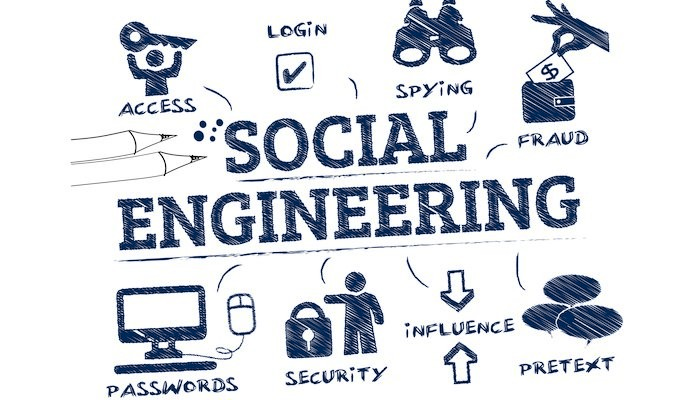 LOGIN
ACCESS
SPYiNG
$
FRAUD
SOCIAL
ENGINEERING
PASSWORDS
SECURiTY
iNFLUENCE
PRETEXT